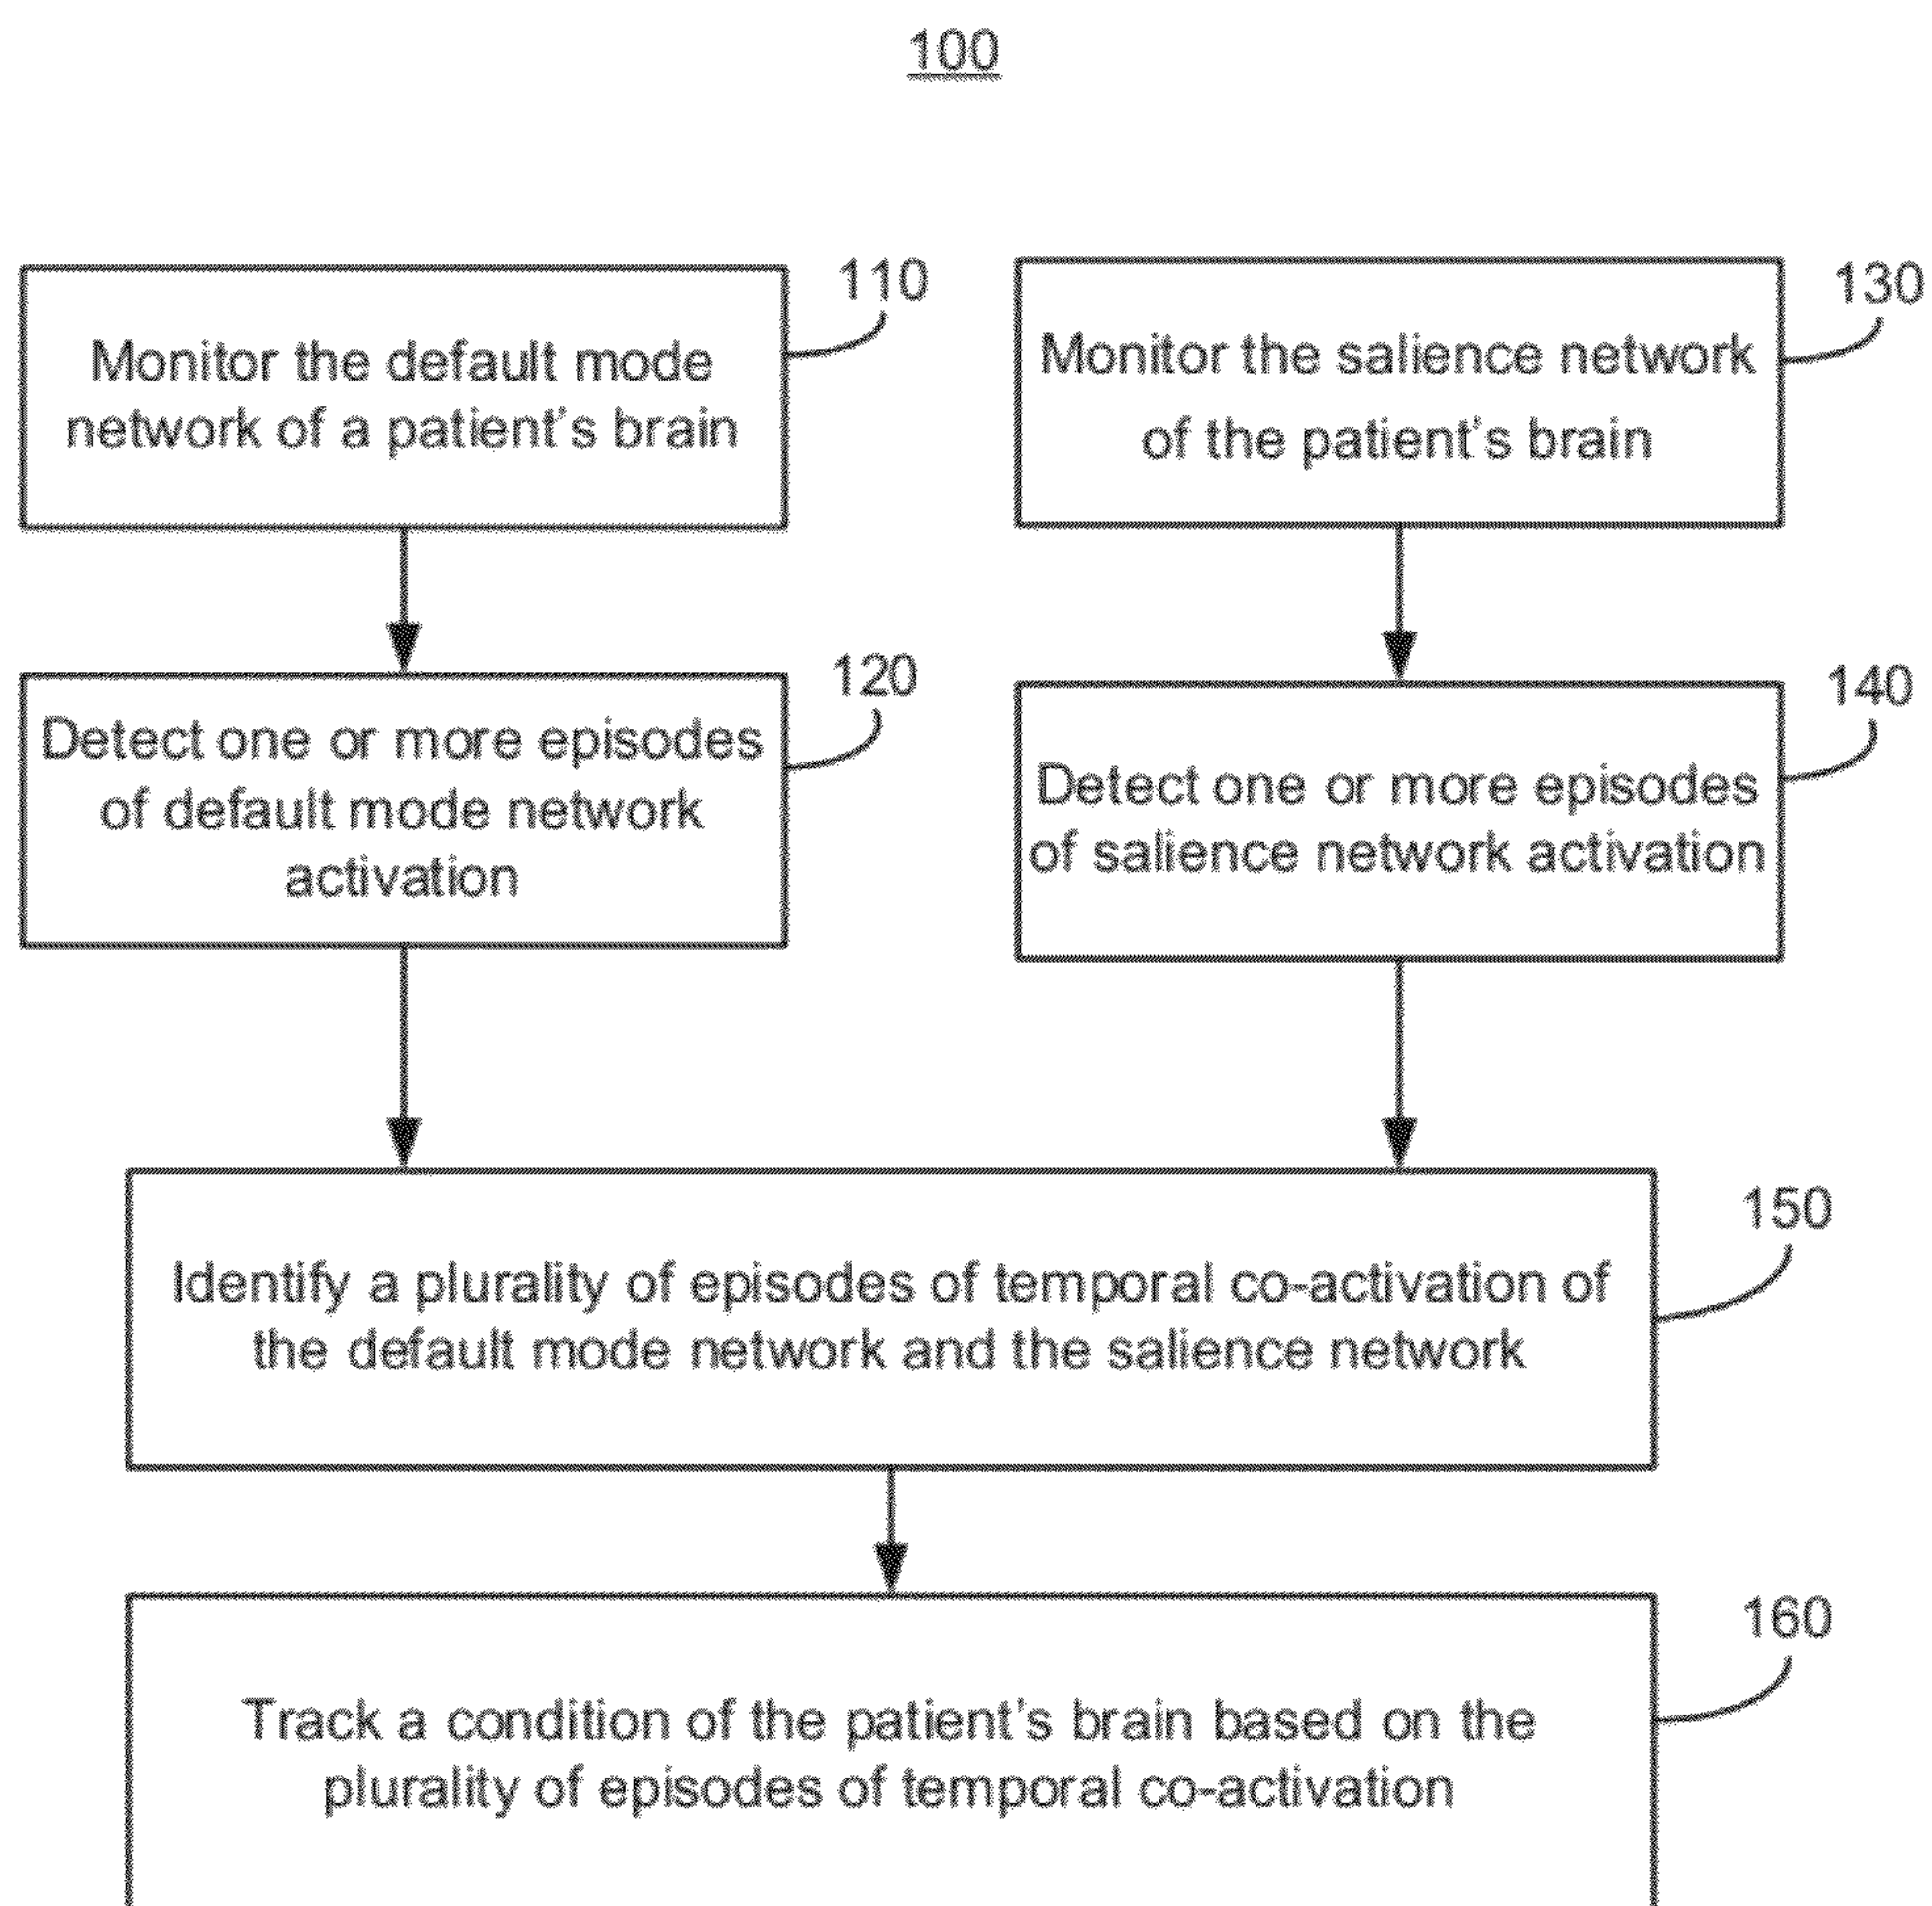 100
110
Monitor the default mode
network of a patient's brain
130
Monitor the salience network
of the patient's brain
120
Detect one or more episodes
of default mode network
activation
140
Detect one or more episodes
of salience network activation
150
Identify a plurality of episodes of temporal co-activation of
the default mode network and the salience network
160
Track a condition of the patient's brain based on the
plurality of episodes of temporal co-activation